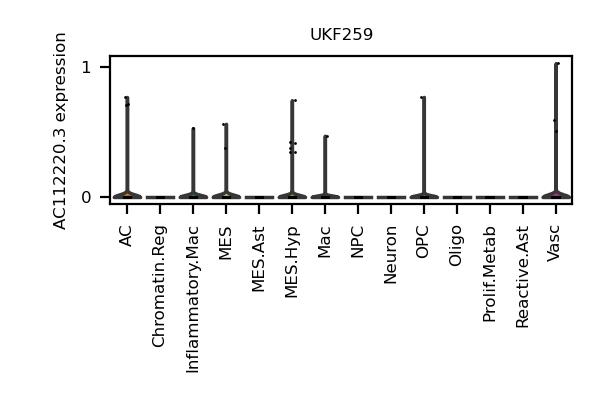 UKF259
AC112220.3 expression
1
0
AC
Chromatin.Reg
Inflammatory.Mac
MES
MES.Ast
MES.Hyp
Mac
NPC
Neuron
OPC
Oligo
Prolif.Metab
Reactive.Ast
Vasc